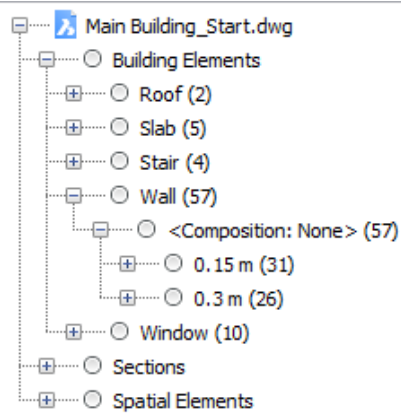 Main Building_Start.dwg
Building Elements
Roof (2)
Slab (5)
Stair (4)
Wall (57)
<Composition: None> (57)
0.15 m (31)
0.3 m (26)
Window (10)
Sections
Spatial Elements